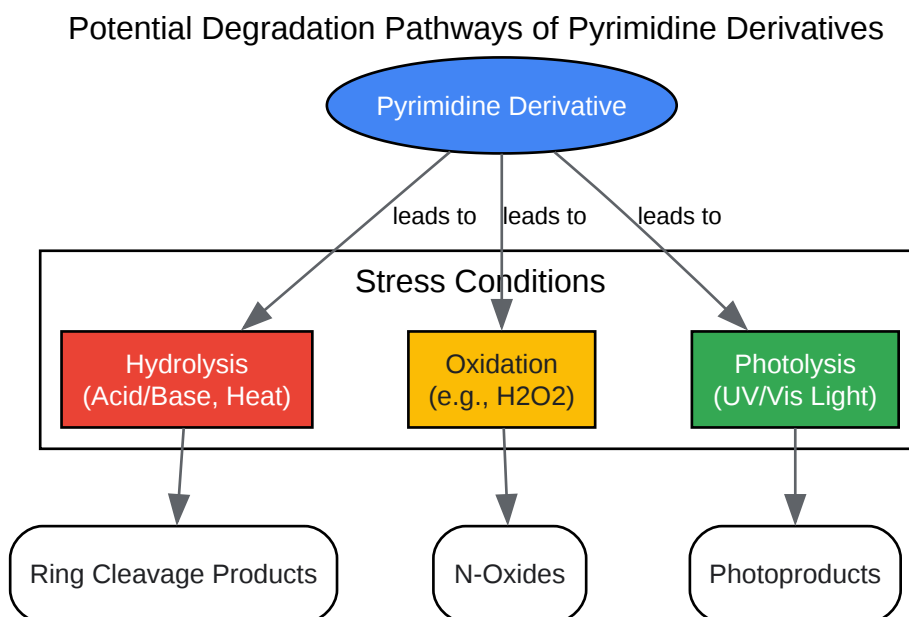 Potential Degradation Pathways of Pyrimidine Derivatives
Pyrimidine Derivative
leads to
leads to
leads to
Stress Conditions
Hydrolysis
(Acid/Base, Heat)
Oxidation
(e.g., H2O2)
Photolysis
(UV/Vis Light)
Ring Cleavage Products
N-Oxides
Photoproducts